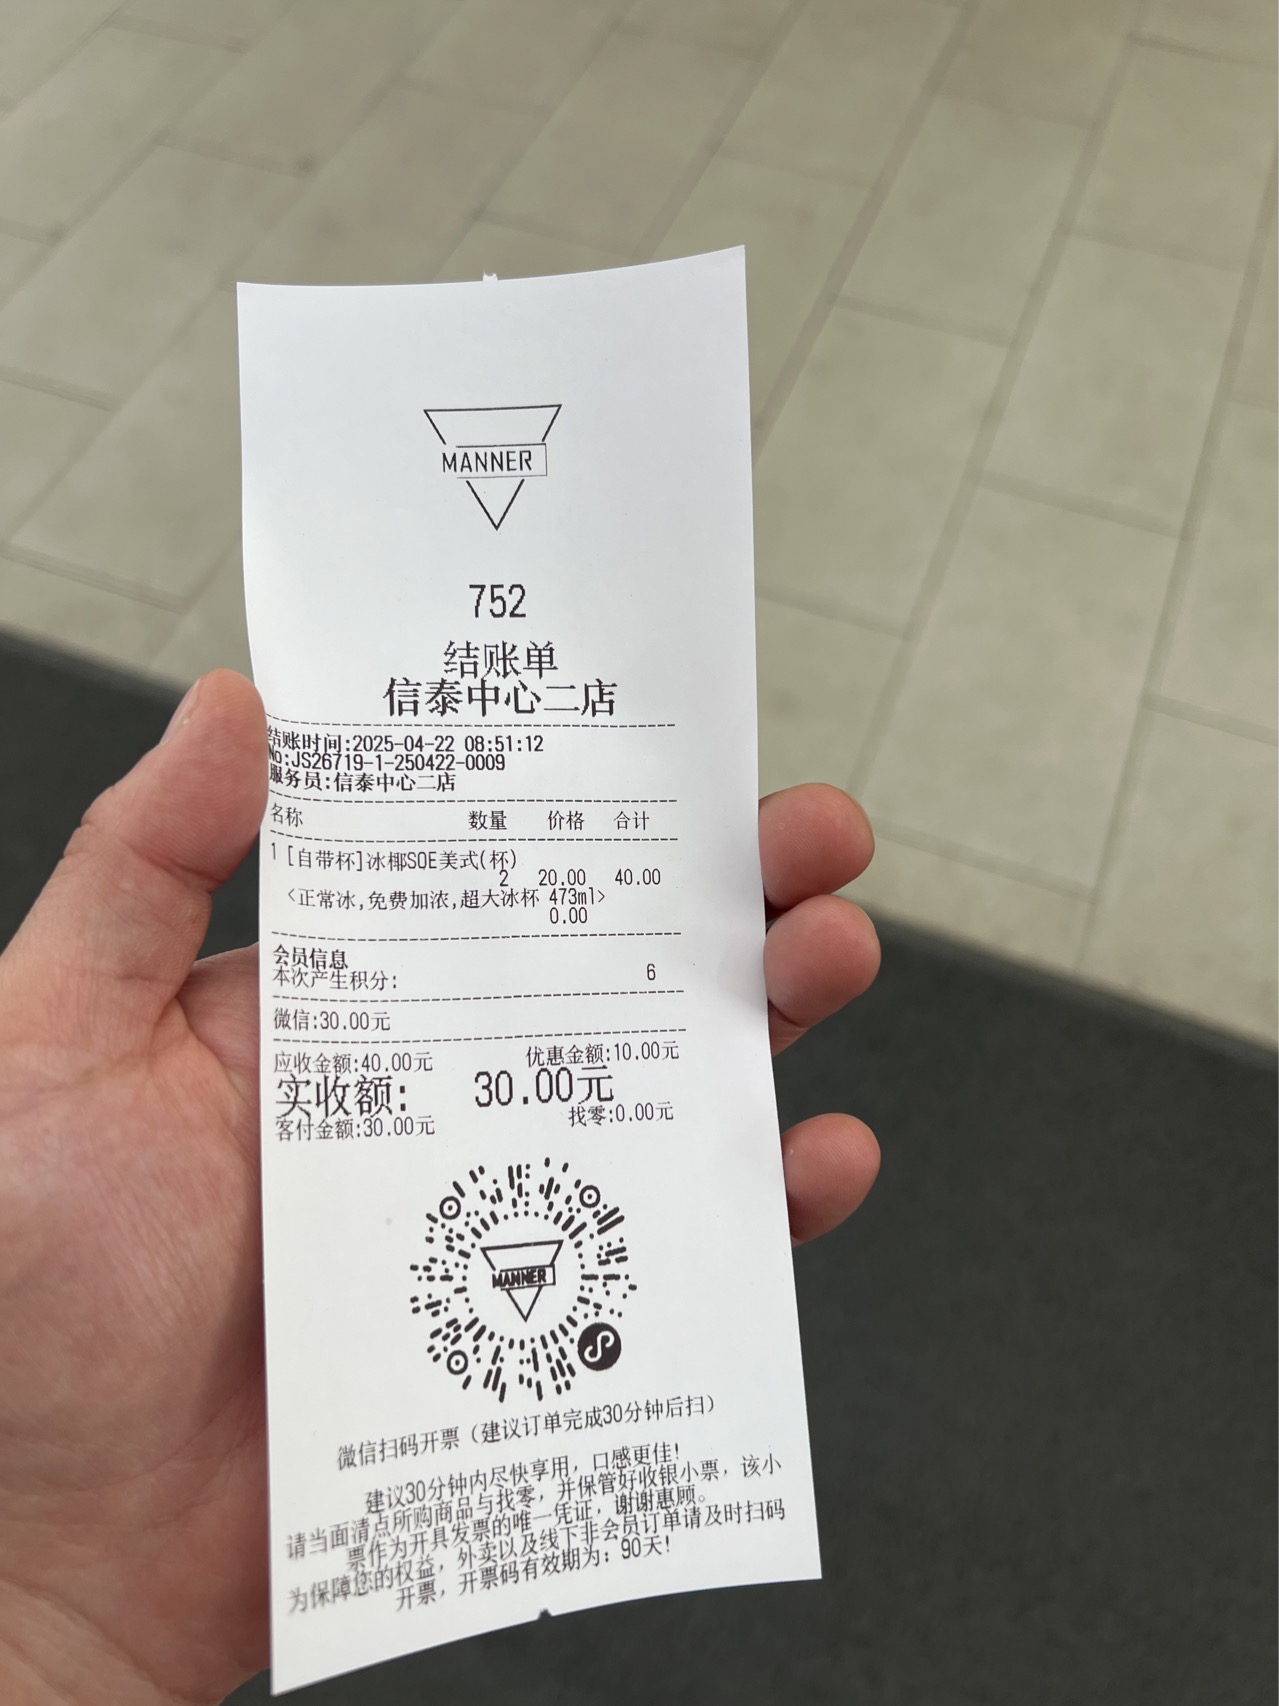 MANNER
752
结账单
信泰中心二店
结账时间:2025-04-22 08:51:12
No:JS26719-1-250422-0009
服务员:信泰中心二店
名称 数量 价格 合计
1 [自带杯]冰椰SOE美式(杯)
2 20.00 40.00
<正常冰,免费加浓,超大冰杯 473ml>
0.00
会员信息
本次产生积分: 6
微信:30.00元
应收金额:40.00元 优惠金额:10.00元
实收额: 30.00元
客付金额:30.00元 找零:0.00元
MANNER
微信扫码开票（建议订单完成30分钟后扫）
建议30分钟内尽快享用，口感更佳！
请当面清点所购商品与找零，并保管好收银小票，该小
票作为开具发票的唯一凭证，谢谢惠顾。
为保障您的权益，外卖以及线下非会员订单请及时扫码
开票，开票码有效期为：90天！